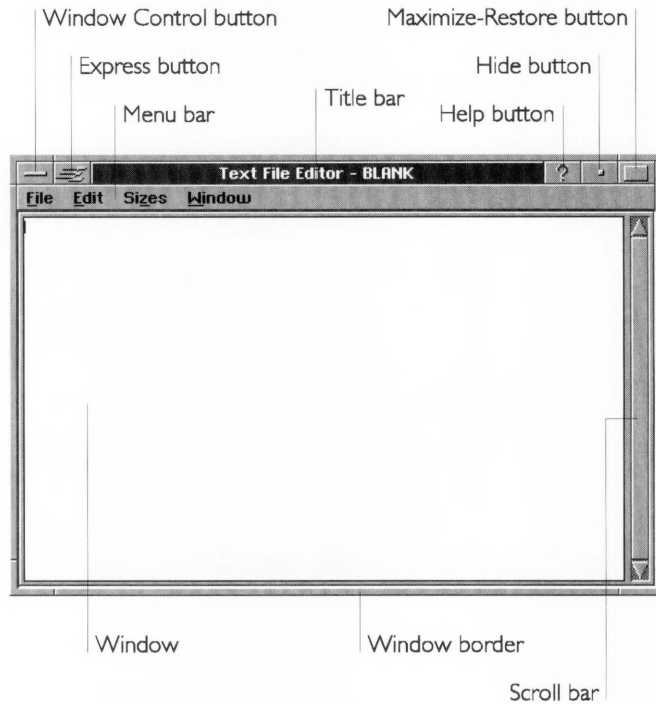 Window Control button
Maximize-Restore button
Express button
Hide button
Title bar
Menu bar
Help button
Text File Editor - BLANK
?
File Edit Sizes Window
Window
Window border
Scroll bar